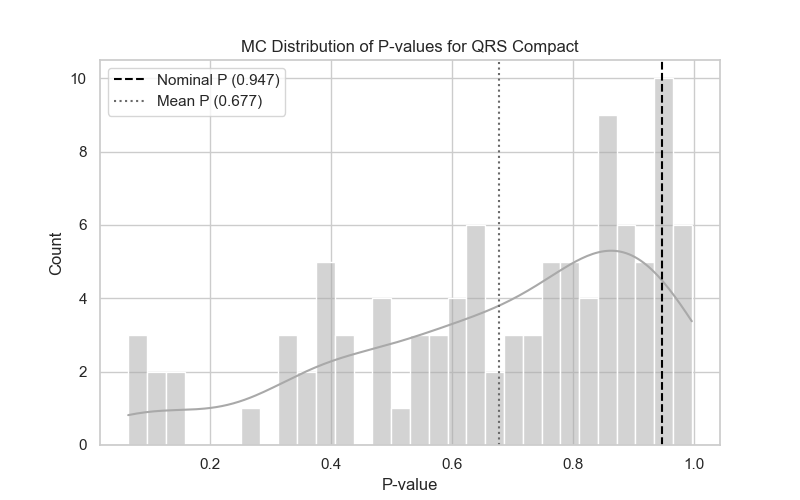 MC Distribution of P-values for QRS Compact
Nominal P (0.947)
Mean P (0.677)
Count
10
8
6
4
2
0
0.2 0.4 0.6 0.8 1.0
P-value